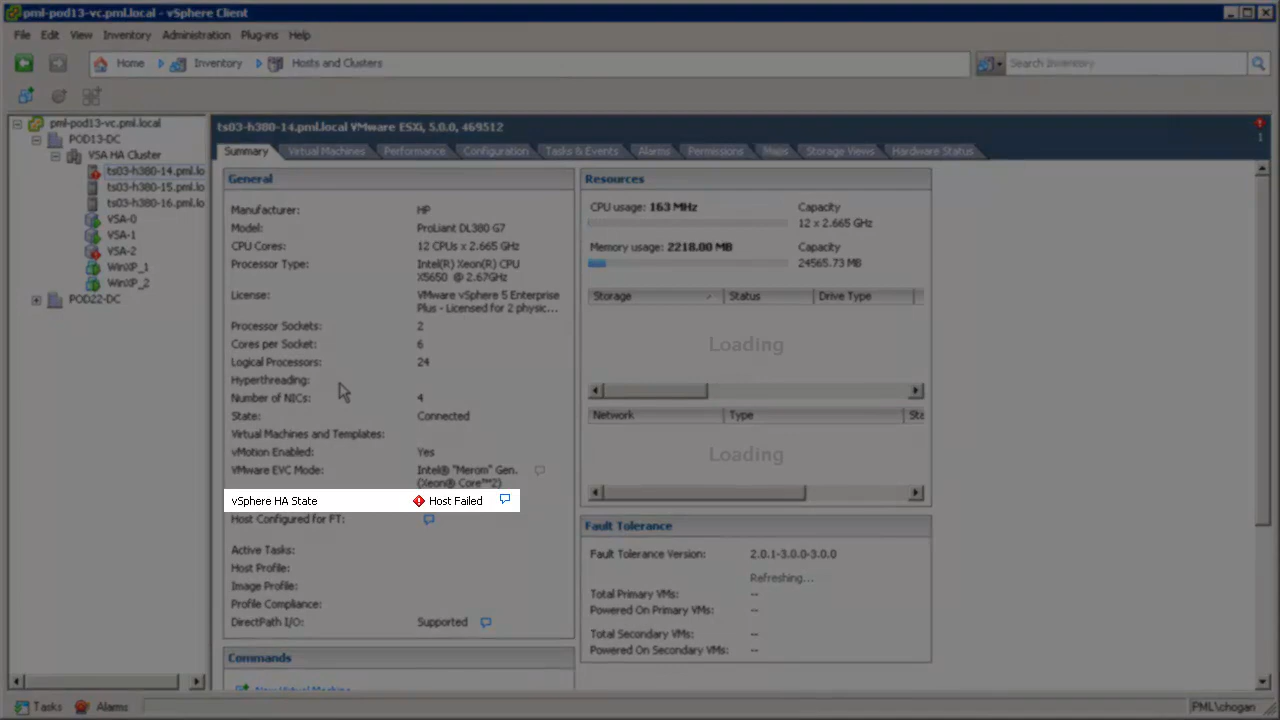 pml-pod13-vc.pml.local - vSphere Client
File Edit View Inventory Administration Plug-ins Help
Home Inventory Hosts and Clusters
Search Inventory
pml-pod13-vc.pml.local
POD13-DC
VSA HA Cluster
ts03-h380-14.pml.lo
ts03-h380-15.pml.lo
ts03-h380-16.pml.lo
VSA-0
VSA-1
VSA-2
WinXP_1
WinXP_2
POD22-DC
ts03-h380-14.pml.local VMware ESXi, 5.0.0, 469512
1
Summary Virtual Machines Performance Configuration Tasks & Events Alarms Permissions Maps Storage Views Hardware Status
General
Manufacturer: HP
Model: ProLiant DL380 G7
CPU Cores: 12 CPUs x 2.665 GHz
Processor Type: Intel(R) Xeon(R) CPU
X5650 @ 2.67GHz
License: VMware vSphere 5 Enterprise
Plus - Licensed for 2 physic...
Processor Sockets: 2
Cores per Socket: 6
Logical Processors: 24
Hyperthreading:
Number of NICs: 4
State: Connected
Virtual Machines and Templates:
vMotion Enabled: Yes
VMware EVC Mode: Intel® "Merom" Gen.
(Xeon® Core™2)
vSphere HA State Host Failed
Host Configured for FT:
Active Tasks:
Host Profile:
Image Profile:
Profile Compliance:
DirectPath I/O: Supported
Commands
New Virtual Machine
Resources
CPU usage: 163 MHz Capacity
12 x 2.665 GHz
Memory usage: 2218.00 MB Capacity
24565.73 MB
Storage Status Drive Type
Loading
Network Type Sta
Loading
Fault Tolerance
Fault Tolerance Version: 2.0.1-3.0.0-3.0.0
Refreshing...
Total Primary VMs: --
Powered On Primary VMs: --
Total Secondary VMs: --
Powered On Secondary VMs: --
Tasks Alarms
PML\chogan